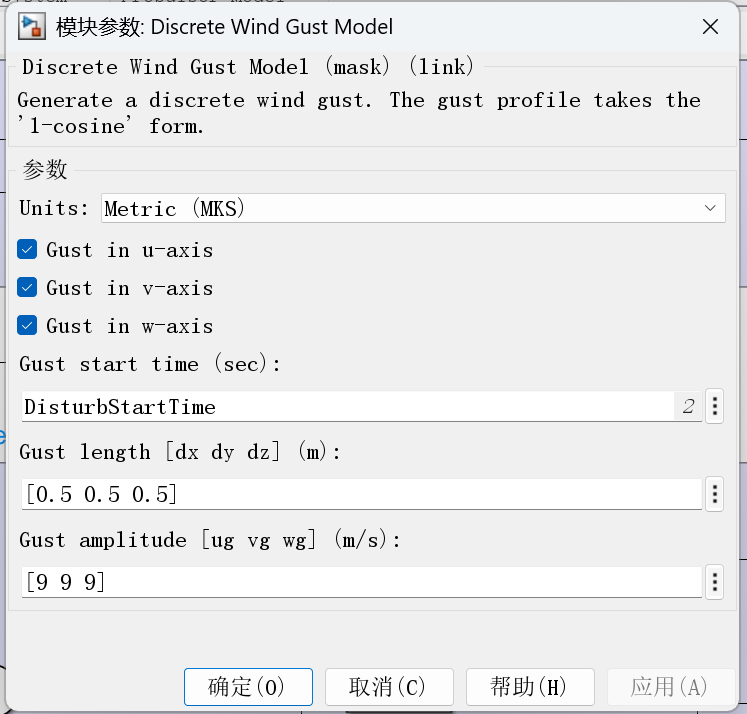 模块参数: Discrete Wind Gust Model
Discrete Wind Gust Model (mask) (link)
Generate a discrete wind gust. The gust profile takes the
'1-cosine' form.
参数
Units: Metric (MKS)
Gust in u-axis
Gust in v-axis
Gust in w-axis
Gust start time (sec):
DisturbStartTime 2
Gust length [dx dy dz] (m):
[0.5 0.5 0.5]
Gust amplitude [ug vg wg] (m/s):
[9 9 9]
确定(O) 取消(C) 帮助(H) 应用(A)